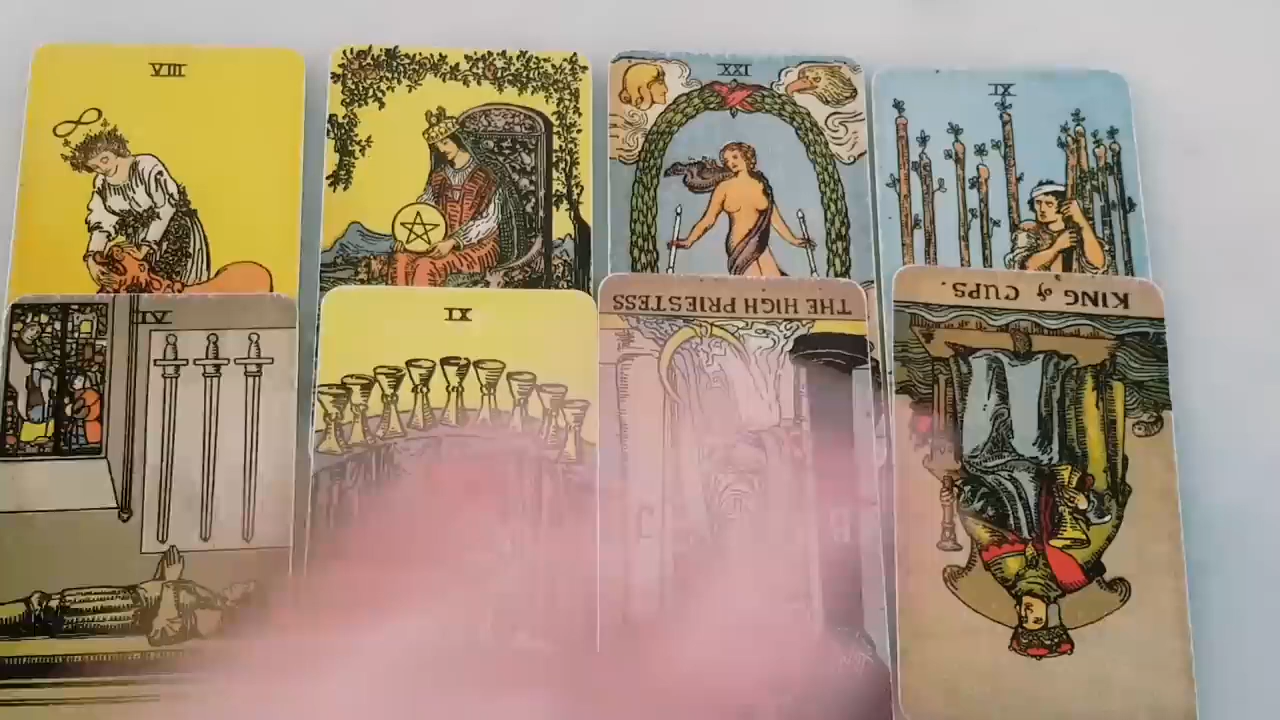 VIII
XXI
IX
IV
IX
THE HIGH PRIESTESS
KING of CUPS.